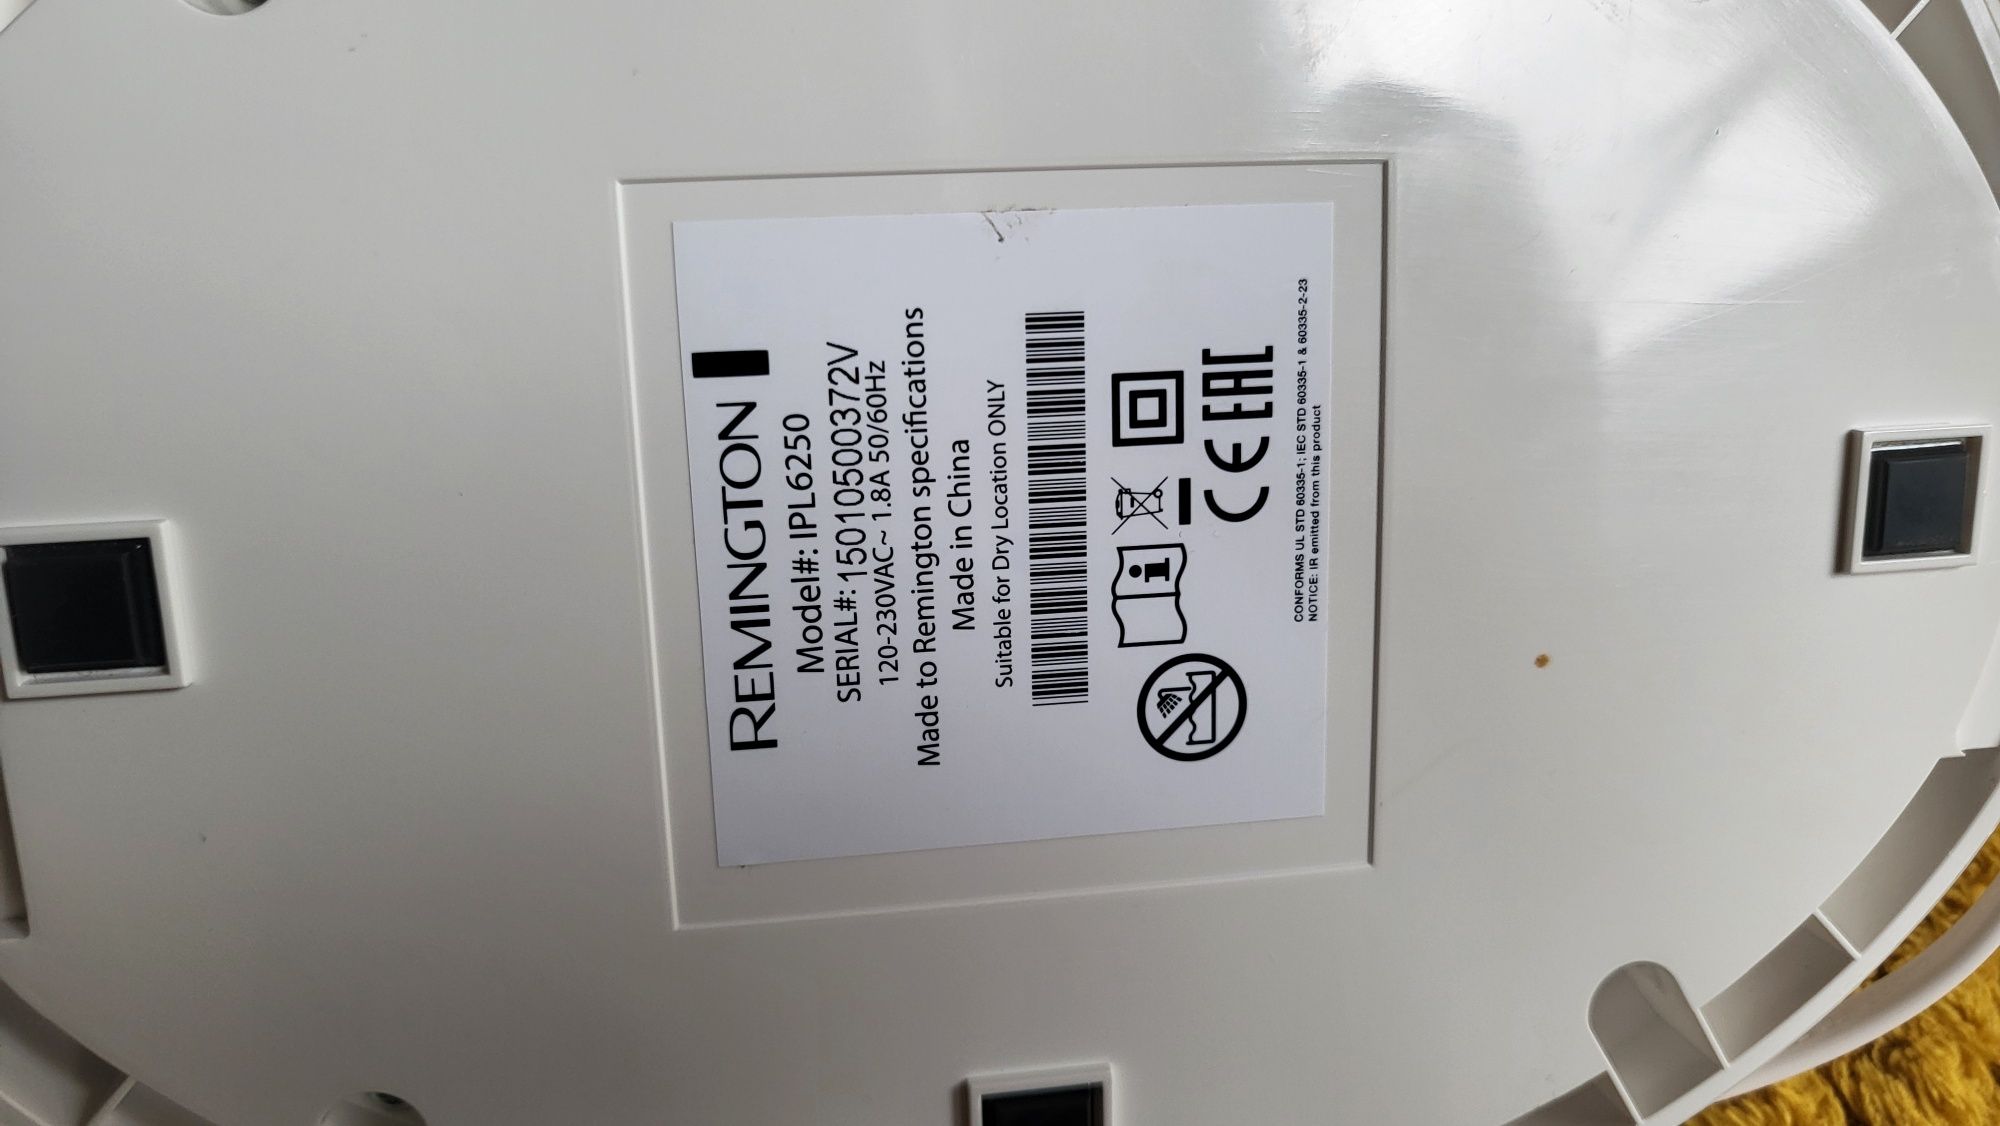 REMINGTON
Model#: IPL6250
SERIAL#: 15010500372V
120-230VAC~ 1.8A 50/60Hz
Made to Remington specifications
Made in China
Suitable for Dry Location ONLY
i
CE EAC
CONFORMS UL STD 60335-1; IEC STD 60335-1 & 60335-2-23
NOTICE: IR emitted from this product